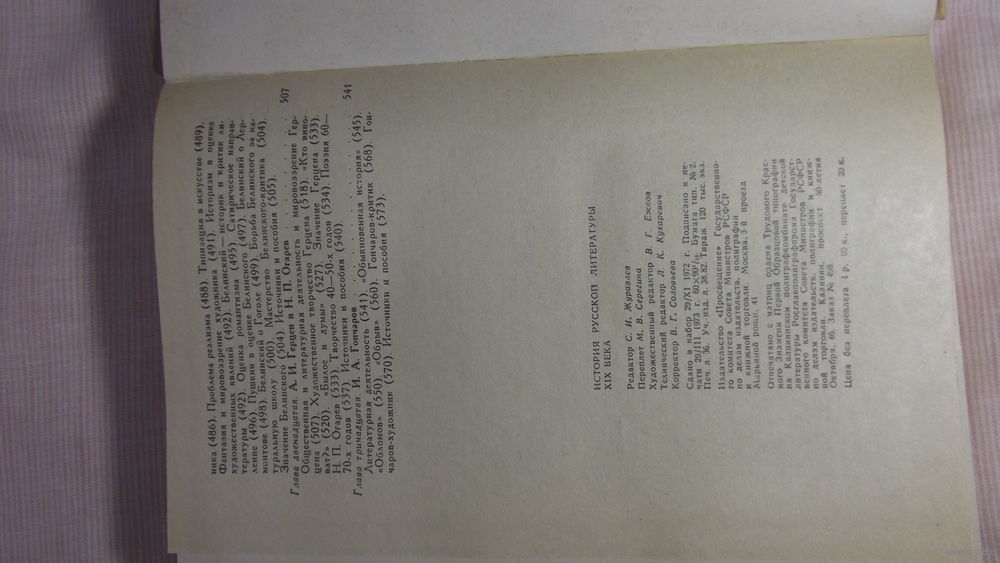 ника (486). Проблема реализма (488). Типизация в искусстве (489).
Фантазия и мировоззрение художника (491). Историзм в оценке
художественных явлений (492). Белинский — историк и критик ли-
тературы (492). Оценка романтизма (495). Сатирическое направ-
ление (496). Пушкин в оценке Белинского (497). Белинский о Лер-
монтове (498). Белинский о Гоголе (499). Борьба Белинского за на-
туральную школу (500). Мастерство Белинского-критика (504).
Значение Белинского (504). Источники и пособия (505).
Глава двенадцатая. А. И. Герцен и Н. П. Огарев . . . . . . 507
Общественная и литературная деятельность и мировоззрение Гер-
цена (507). Художественное творчество Герцена (518). «Кто вино-
ват?» (520). «Былое и думы» (527). Значение Герцена (533).
Н. П. Огарев (533). Творчество 40—50-х годов (534). Поэзия 60—
70-х годов (537). Источники и пособия (540).
Глава тринадцатая. И. А. Гончаров . . . . . . . . . . 541
Литературная деятельность (541). «Обыкновенная история» (545).
«Обломов» (550). «Обрыв» (560). Гончаров-критик (568). Гон-
чаров-художник (570). Источники и пособия (573).
ИСТОРИЯ РУССКОЙ ЛИТЕРАТУРЫ
XIX ВЕКА
Редактор С. И. Журавлев
Переплет М. В. Серегина
Художественный редактор В. Г. Ежков
Технический редактор Л. К. Кухаревич
Корректор В. Г. Соловьева
Сдано в набор 29/XI 1972 г. Подписано к пе-
чати 29/III 1973 60×90¹/₁₆. Бумага тип. № 2.
Печ. л. 36. Уч. изд. л. 38.82. Тираж 120 тыс. экз.
Издательство «Просвещение» Государственно-
го комитета Совета Министров РСФСР
по делам издательств, полиграфии
и книжной торговли. Москва, 3-й проезд
Марьиной рощи, 41
Отпечатано с матриц ордена Трудового Крас-
ного Знамени Первой Образцовой типографии
на Калининском полиграфкомбинате детской
литературы Росглавполиграфпрома Государст-
венного комитета Совета Министров РСФСР
по делам издательств, полиграфии и книж-
ной торговли. Калинин, проспект 50-летия
Октября, 46. Заказ № 498
Цена без переплета 1 р. к., переплет 20 к.